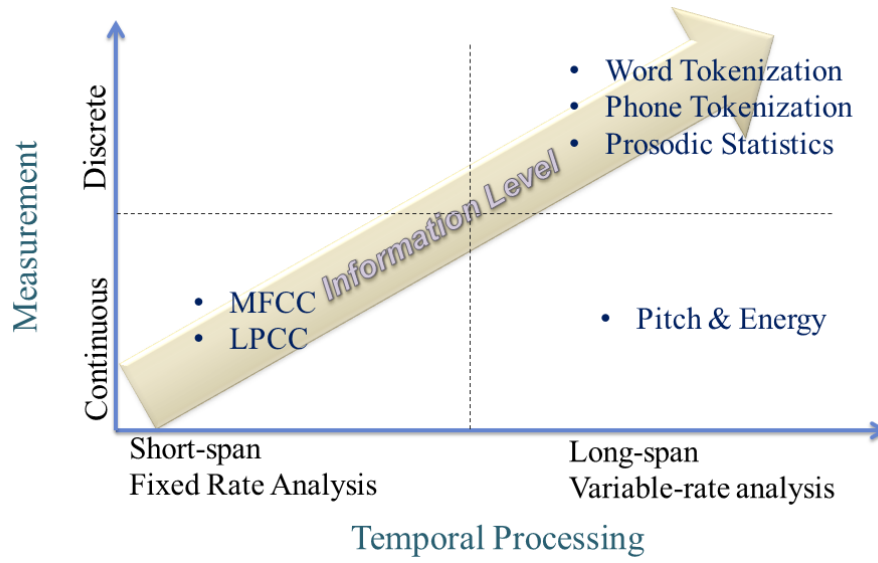 Measurement
Discrete
Continuous
• Word Tokenization
• Phone Tokenization
• Prosodic Statistics
Information Level
• MFCC
• LPCC
• Pitch & Energy
Short-span
Fixed Rate Analysis
Long-span
Variable-rate analysis
Temporal Processing